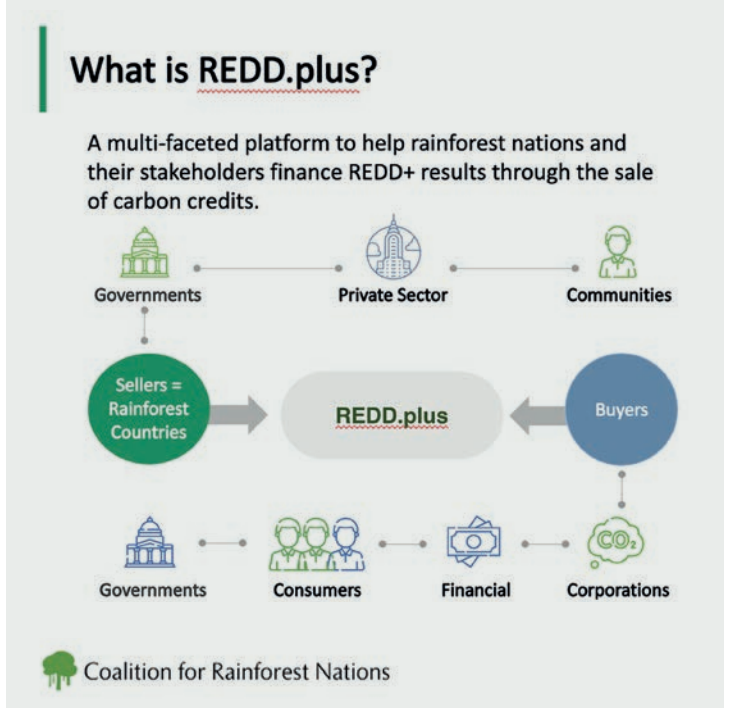 What is REDD.plus?
A multi-faceted platform to help rainforest nations and
their stakeholders finance REDD+ results through the sale
of carbon credits.
Governments
Private Sector
Communities
Sellers =
Rainforest
Countries
REDD.plus
Buyers
CO₂
Governments
Consumers
Financial
Corporations
Coalition for Rainforest Nations